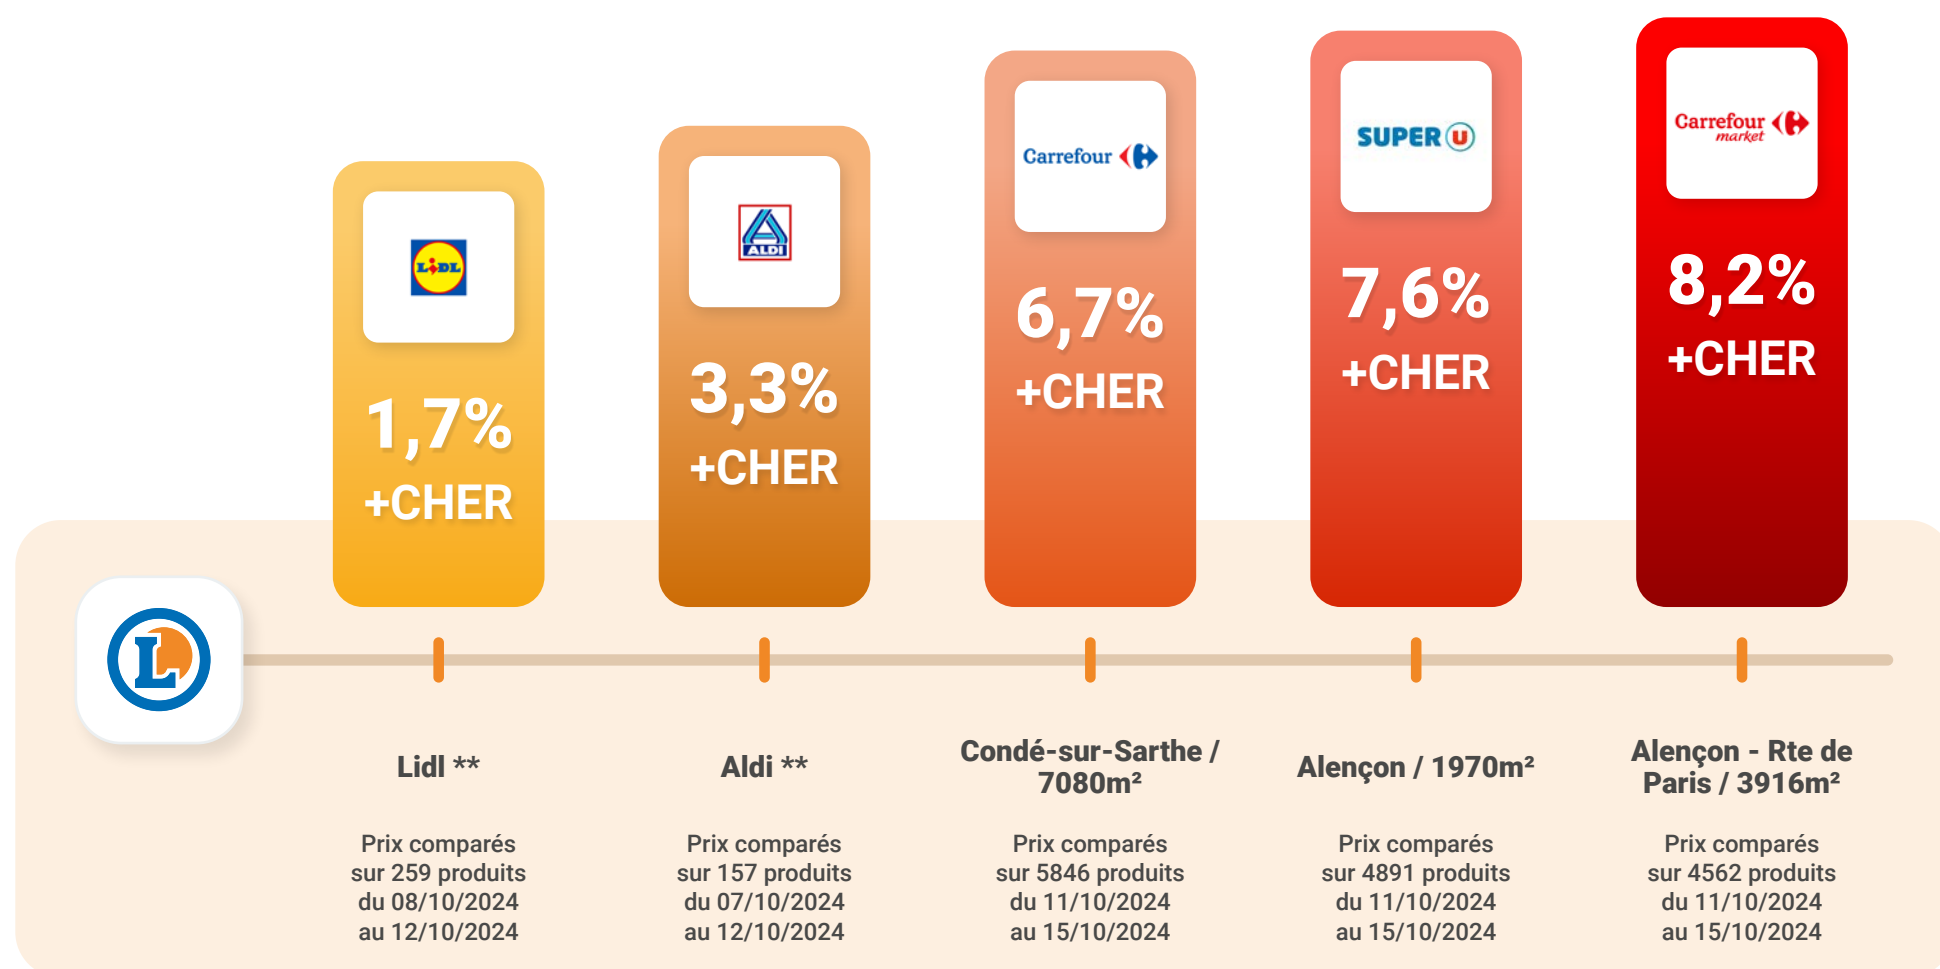 LIDL
1,7%
+CHER
ALDI
3,3%
+CHER
Carrefour
6,7%
+CHER
SUPER U
7,6%
+CHER
Carrefour
market
8,2%
+CHER
L
Lidl **
Prix comparés
sur 259 produits
du 08/10/2024
au 12/10/2024
Aldi **
Prix comparés
sur 157 produits
du 07/10/2024
au 12/10/2024
Condé-sur-Sarthe /
7080m²
Prix comparés
sur 5846 produits
du 11/10/2024
au 15/10/2024
Alençon / 1970m²
Prix comparés
sur 4891 produits
du 11/10/2024
au 15/10/2024
Alençon - Rte de
Paris / 3916m²
Prix comparés
sur 4562 produits
du 11/10/2024
au 15/10/2024